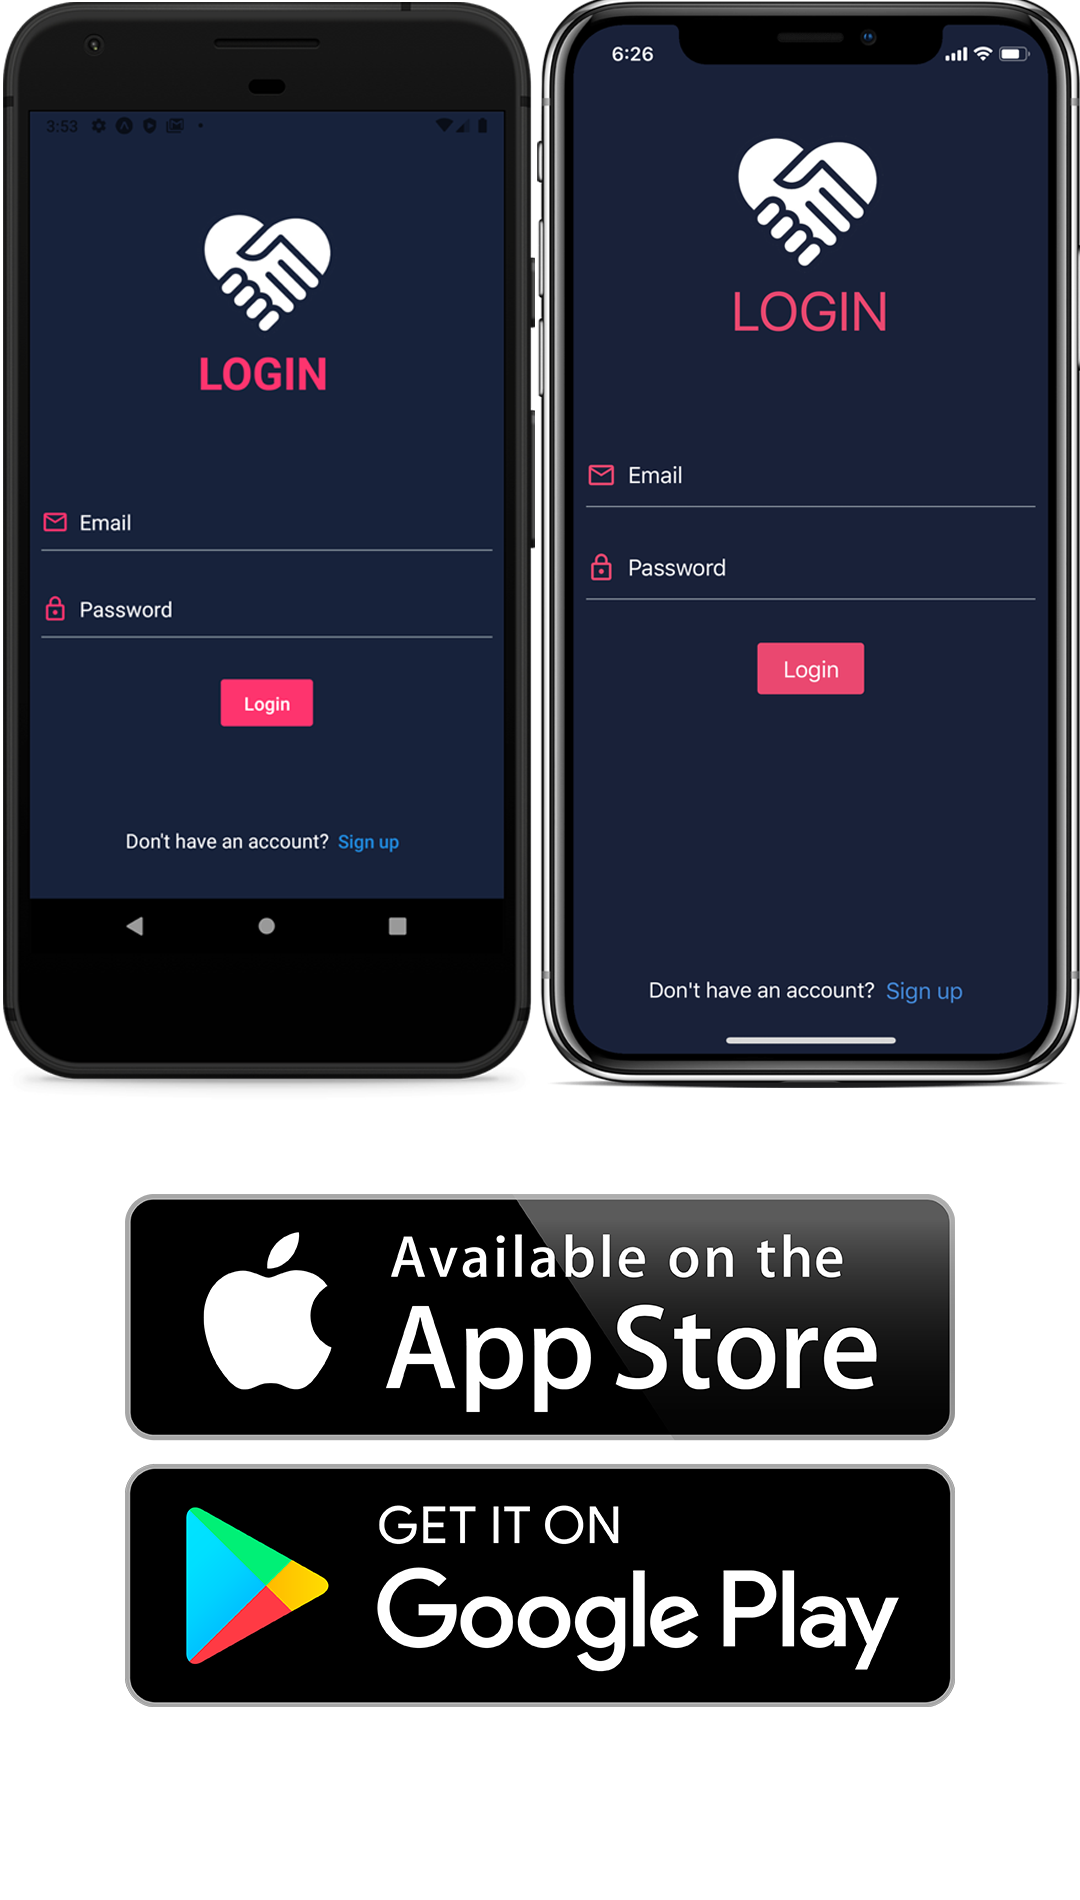 3:53
LOGIN
Email
Password
Login
Don't have an account? Sign up
6:26
LOGIN
Email
Password
Login
Don't have an account? Sign up
Available on the
App Store
GET IT ON
Google Play